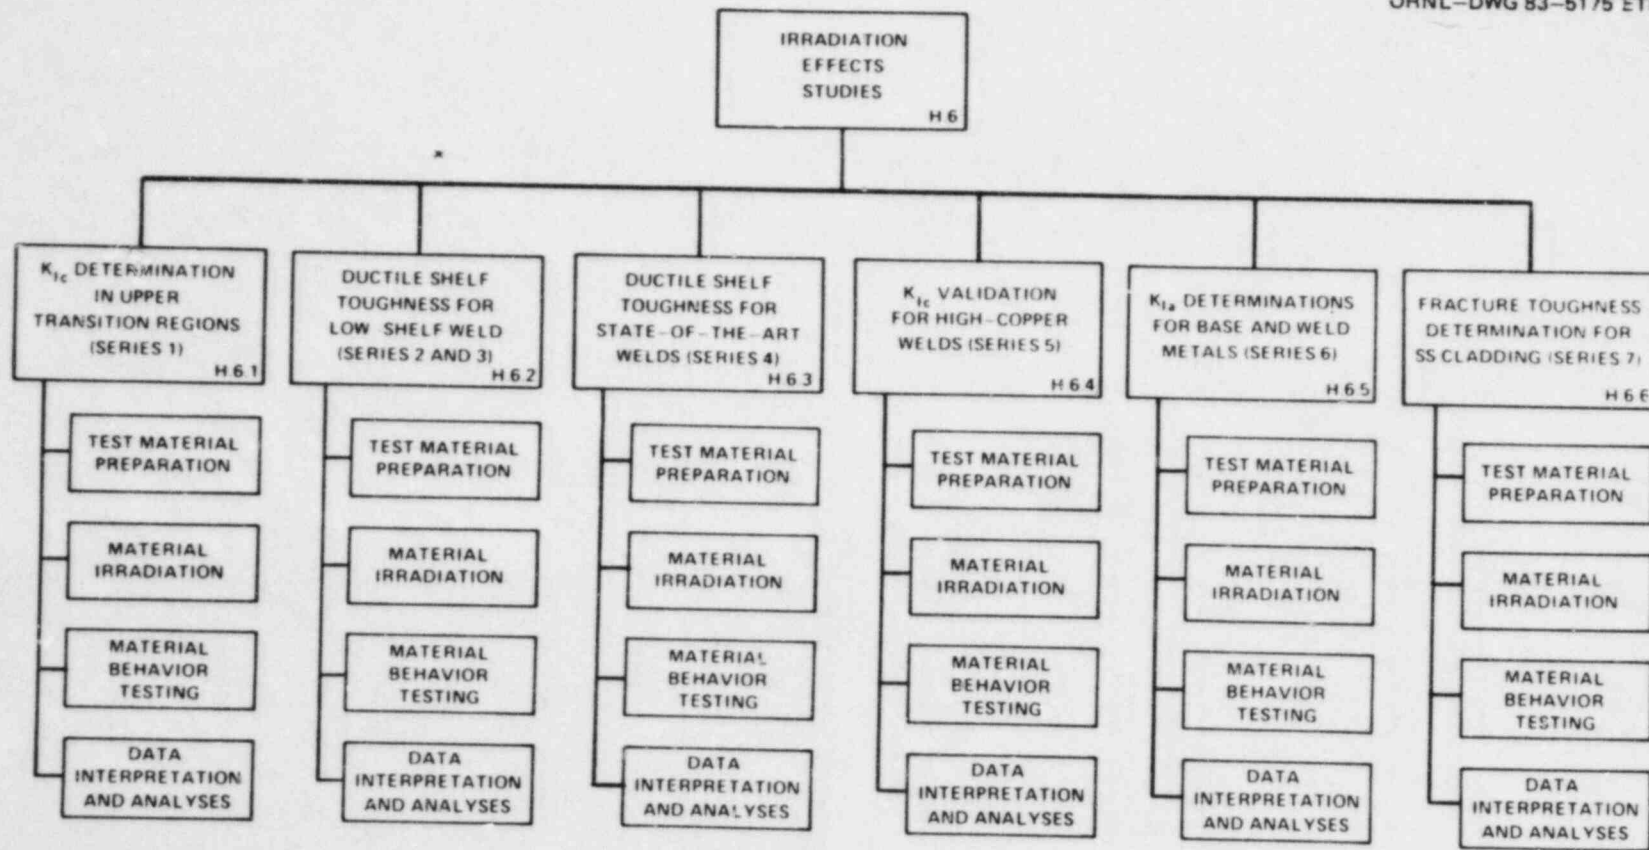 ORNL–DWG 83–5175 ET
IRRADIATION
EFFECTS
STUDIES
H 6
K_Ic DETERMINATION
IN UPPER
TRANSITION REGIONS
(SERIES 1)
H 6.1
TEST MATERIAL
PREPARATION
MATERIAL
IRRADIATION
MATERIAL
BEHAVIOR
TESTING
DATA
INTERPRETATION
AND ANALYSES
DUCTILE SHELF
TOUGHNESS FOR
LOW SHELF WELD
(SERIES 2 AND 3)
H 6.2
TEST MATERIAL
PREPARATION
MATERIAL
IRRADIATION
MATERIAL
BEHAVIOR
TESTING
DATA
INTERPRETATION
AND ANALYSES
DUCTILE SHELF
TOUGHNESS FOR
STATE–OF–THE–ART
WELDS (SERIES 4)
H 6.3
TEST MATERIAL
PREPARATION
MATERIAL
IRRADIATION
MATERIAL
BEHAVIOR
TESTING
DATA
INTERPRETATION
AND ANALYSES
K_Ic VALIDATION
FOR HIGH–COPPER
WELDS (SERIES 5)
H 6.4
TEST MATERIAL
PREPARATION
MATERIAL
IRRADIATION
MATERIAL
BEHAVIOR
TESTING
DATA
INTERPRETATION
AND ANALYSES
K_Ia DETERMINATIONS
FOR BASE AND WELD
METALS (SERIES 6)
H 6.5
TEST MATERIAL
PREPARATION
MATERIAL
IRRADIATION
MATERIAL
BEHAVIOR
TESTING
DATA
INTERPRETATION
AND ANALYSES
FRACTURE TOUGHNESS
DETERMINATION FOR
SS CLADDING (SERIES 7)
H 6.6
TEST MATERIAL
PREPARATION
MATERIAL
IRRADIATION
MATERIAL
BEHAVIOR
TESTING
DATA
INTERPRETATION
AND ANALYSES